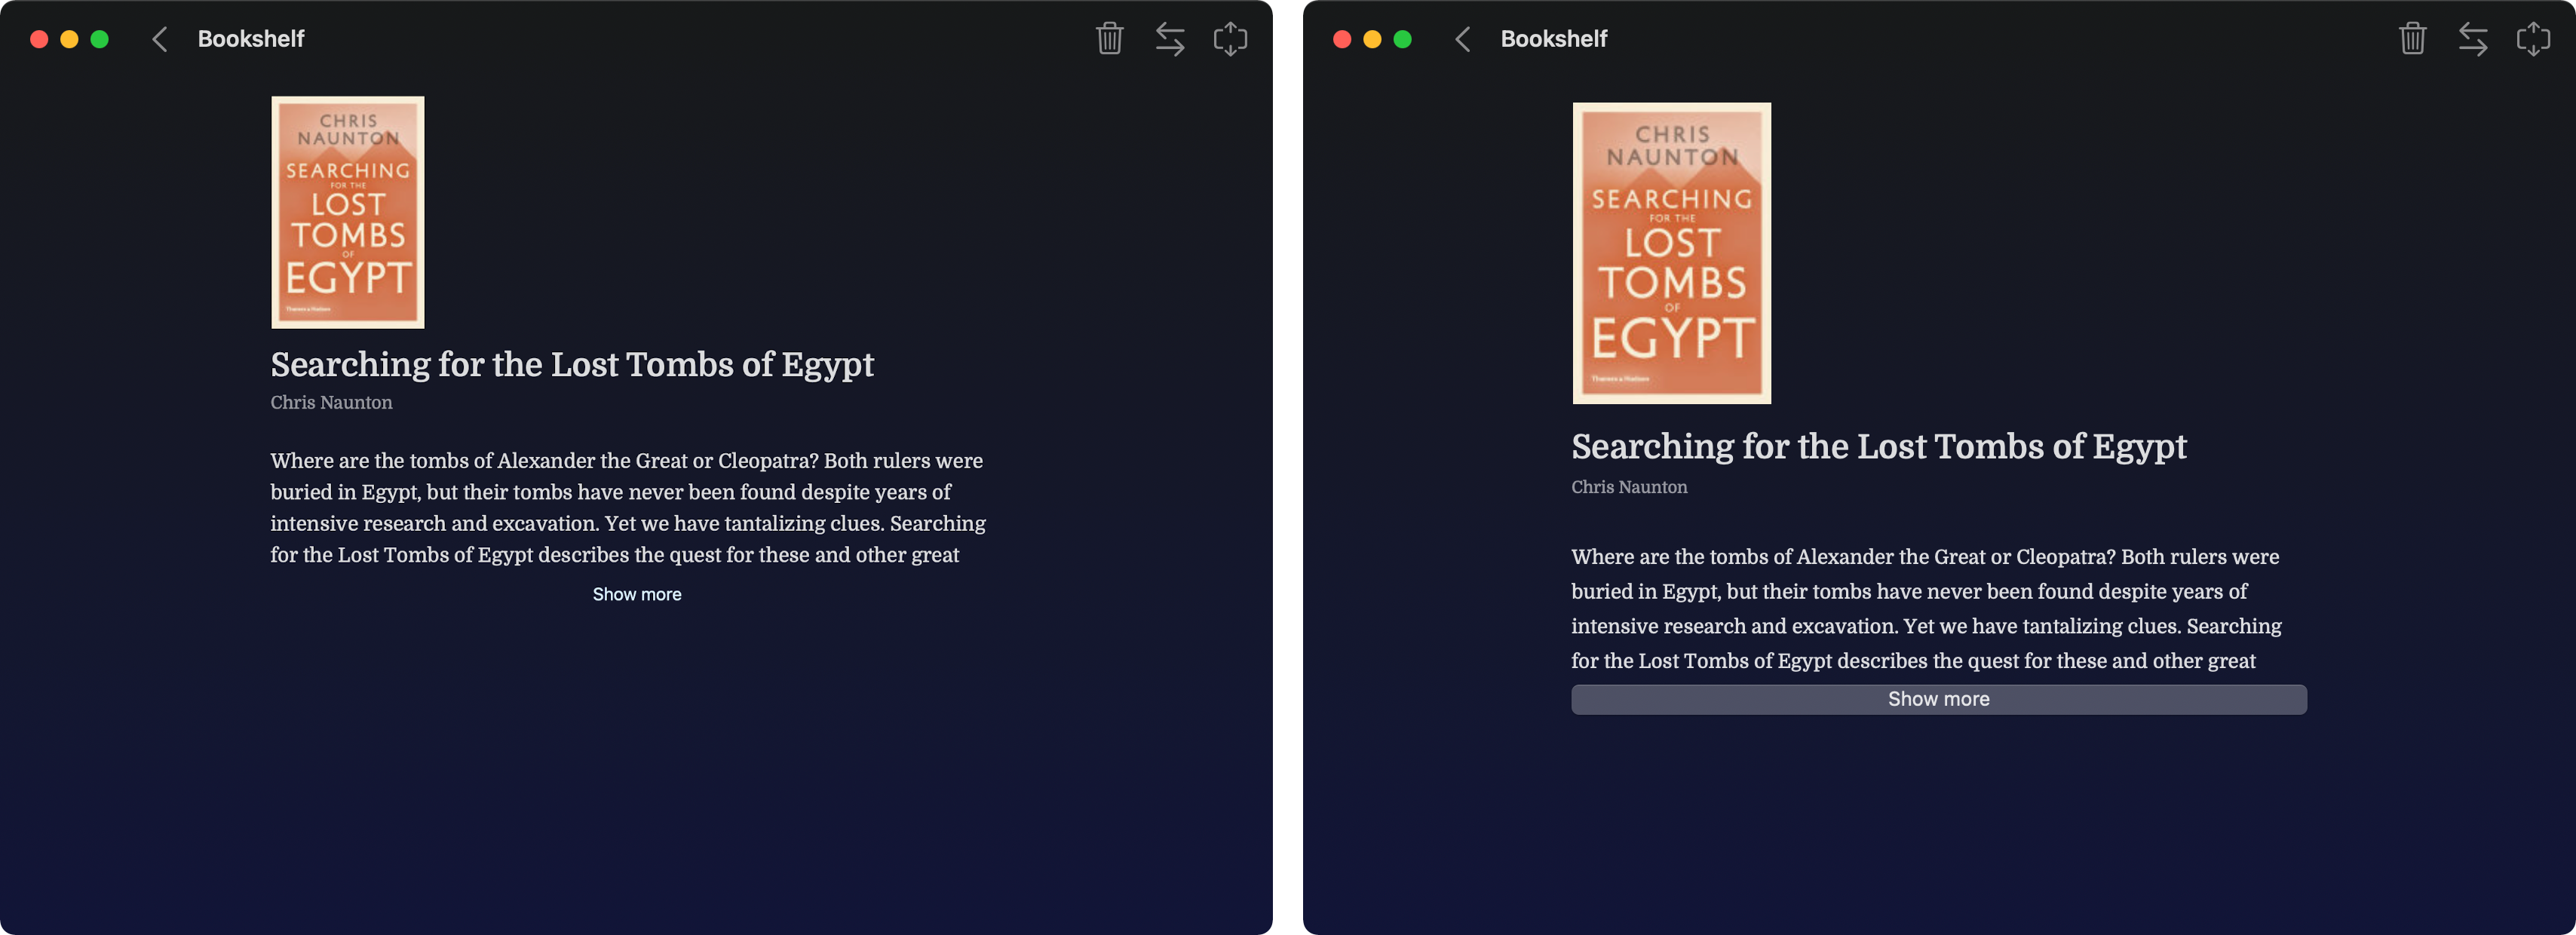 Bookshelf
CHRIS
NAUNTON
SEARCHING
FOR THE
LOST
TOMBS
OF
EGYPT
Thames & Hudson
Searching for the Lost Tombs of Egypt
Chris Naunton
Where are the tombs of Alexander the Great or Cleopatra? Both rulers were
buried in Egypt, but their tombs have never been found despite years of
intensive research and excavation. Yet we have tantalizing clues. Searching
for the Lost Tombs of Egypt describes the quest for these and other great
Show more
Bookshelf
CHRIS
NAUNTON
SEARCHING
FOR THE
LOST
TOMBS
OF
EGYPT
Thames & Hudson
Searching for the Lost Tombs of Egypt
Chris Naunton
Where are the tombs of Alexander the Great or Cleopatra? Both rulers were
buried in Egypt, but their tombs have never been found despite years of
intensive research and excavation. Yet we have tantalizing clues. Searching
for the Lost Tombs of Egypt describes the quest for these and other great
Show more